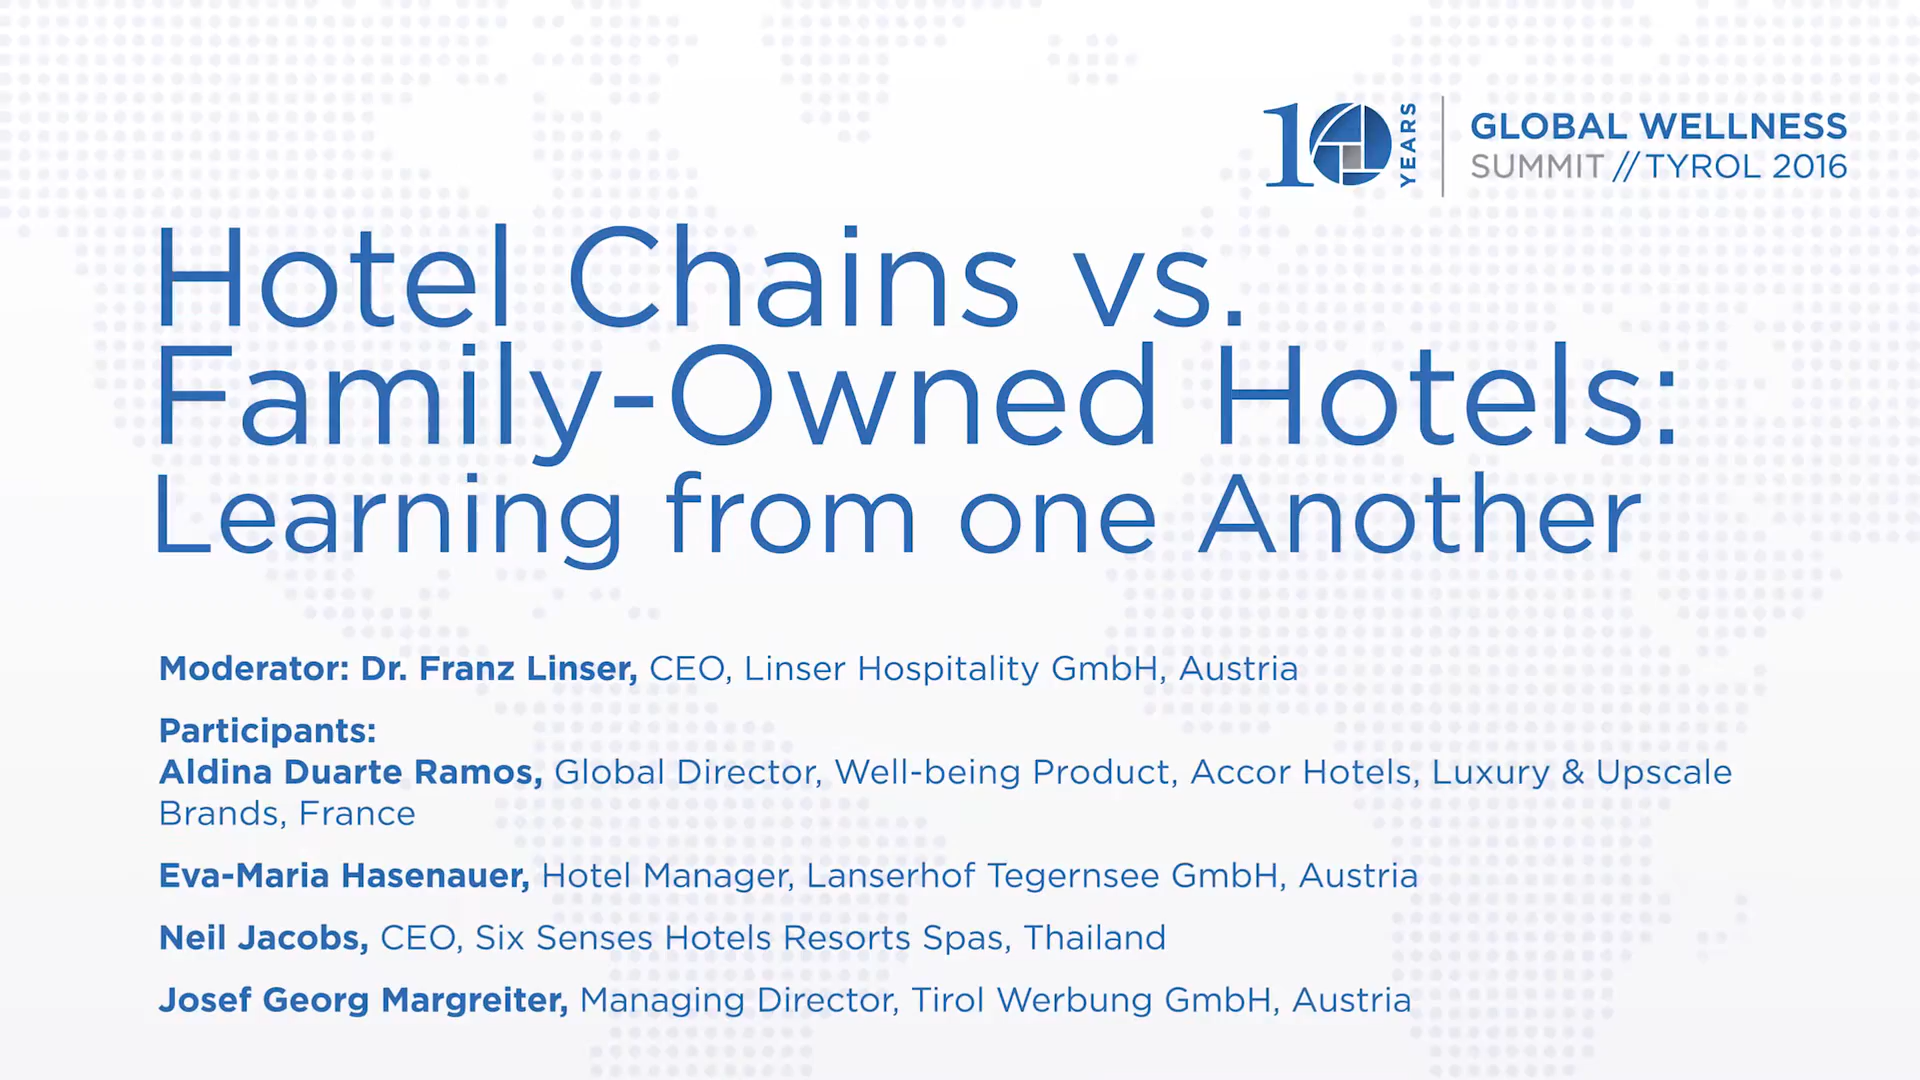 10 YEARS
GLOBAL WELLNESS
SUMMIT // TYROL 2016
Hotel Chains vs.
Family-Owned Hotels:
Learning from one Another
Moderator: Dr. Franz Linser, CEO, Linser Hospitality GmbH, Austria
Participants:
Aldina Duarte Ramos, Global Director, Well-being Product, Accor Hotels, Luxury & Upscale
Brands, France
Eva-Maria Hasenauer, Hotel Manager, Lanserhof Tegernsee GmbH, Austria
Neil Jacobs, CEO, Six Senses Hotels Resorts Spas, Thailand
Josef Georg Margreiter, Managing Director, Tirol Werbung GmbH, Austria